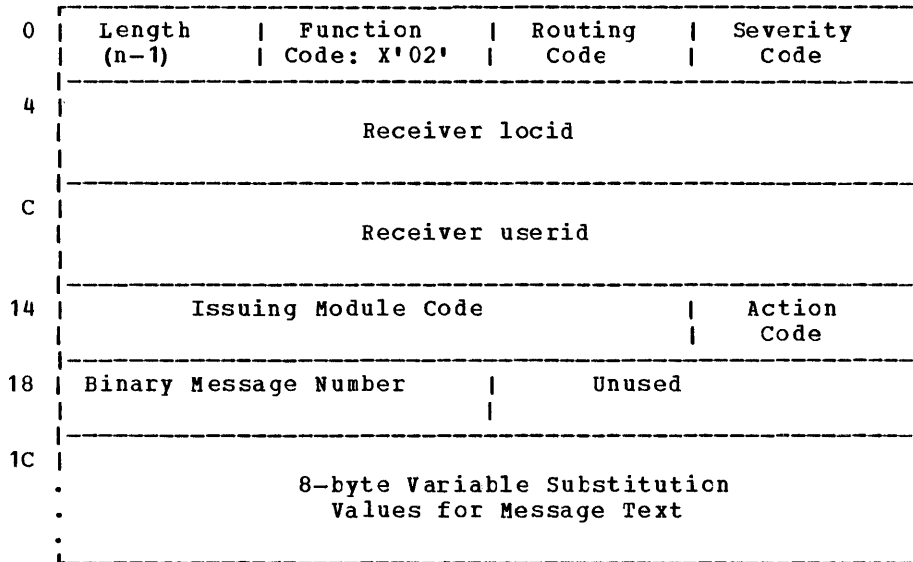 0 | Length | Function | Routing | Severity
| (n-1) | Code: X'02' | Code | Code
4
Receiver locid
C
Receiver userid
14 | Issuing Module Code | Action
| Code
18 | Binary Message Number | Unused
1C
8-byte Variable Substitution
Values for Message Text